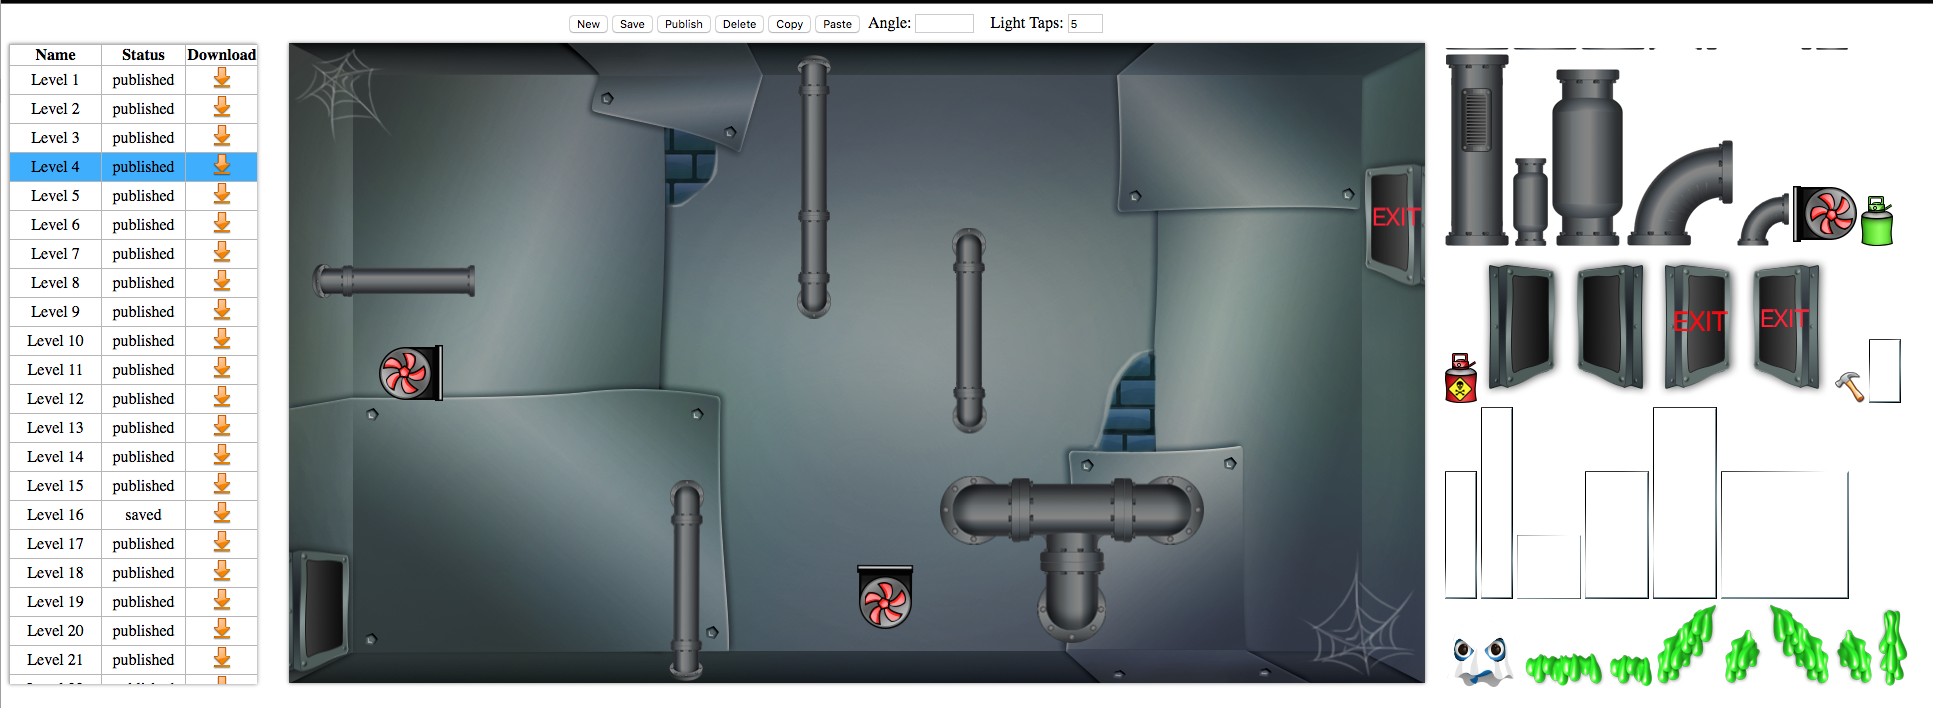 New Save Publish Delete Copy Paste Angle: Light Taps: 5
Name Status Download
Level 1 published
Level 2 published
Level 3 published
Level 4 published
Level 5 published
Level 6 published
Level 7 published
Level 8 published
Level 9 published
Level 10 published
Level 11 published
Level 12 published
Level 13 published
Level 14 published
Level 15 published
Level 16 saved
Level 17 published
Level 18 published
Level 19 published
Level 20 published
Level 21 published
EXIT
EXIT EXIT